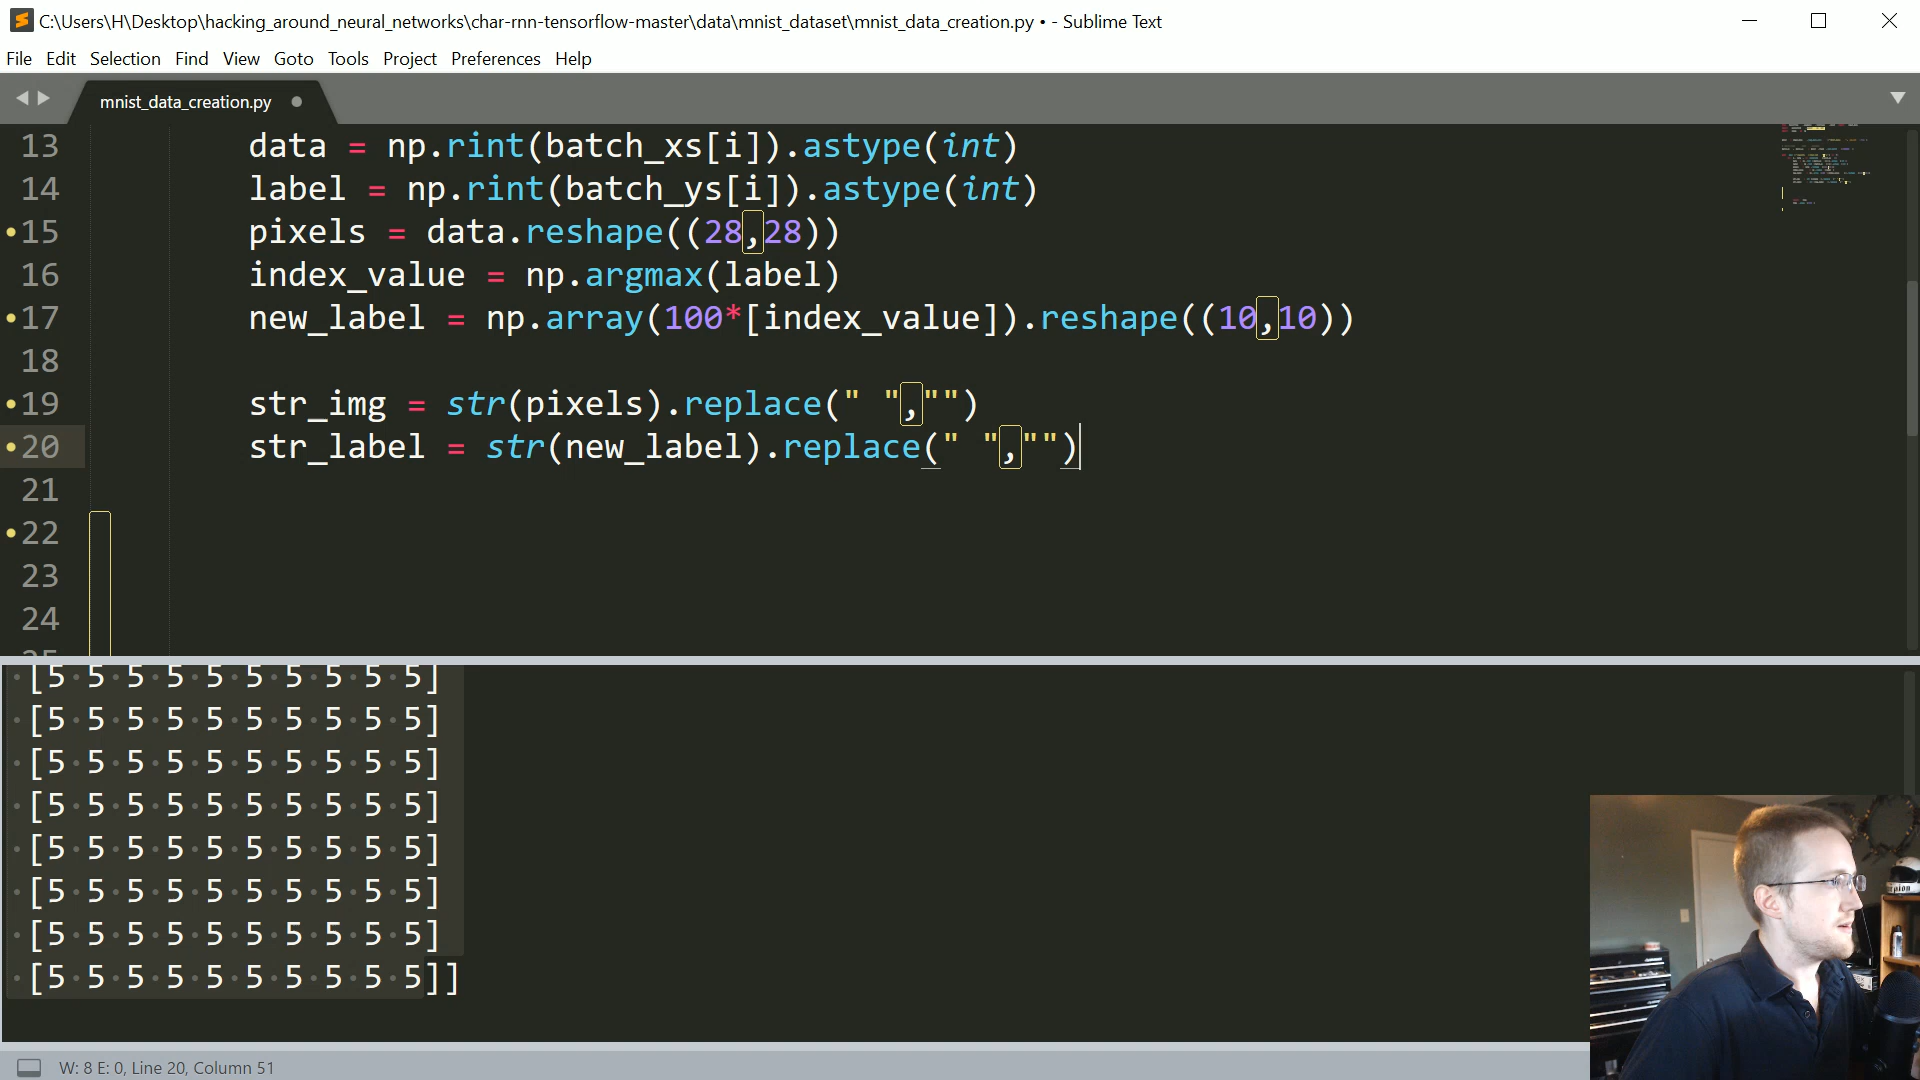 C:\Users\H\Desktop\hacking_around_neural_networks\char-rnn-tensorflow-master\data\mnist_dataset\mnist_data_creation.py • - Sublime Text
File Edit Selection Find View Goto Tools Project Preferences Help
mnist_data_creation.py
13 data = np.rint(batch_xs[i]).astype(int)
14 label = np.rint(batch_ys[i]).astype(int)
15 pixels = data.reshape((28,28))
16 index_value = np.argmax(label)
17 new_label = np.array(100*[index_value]).reshape((10,10))
18
19 str_img = str(pixels).replace(" ","")
20 str_label = str(new_label).replace(" ","")
21
22
23
24
25
[5 5 5 5 5 5 5 5 5 5]
[5 5 5 5 5 5 5 5 5 5]
[5 5 5 5 5 5 5 5 5 5]
[5 5 5 5 5 5 5 5 5 5]
[5 5 5 5 5 5 5 5 5 5]
[5 5 5 5 5 5 5 5 5 5]
[5 5 5 5 5 5 5 5 5 5]
[5 5 5 5 5 5 5 5 5 5]]
W: 8 E: 0, Line 20, Column 51